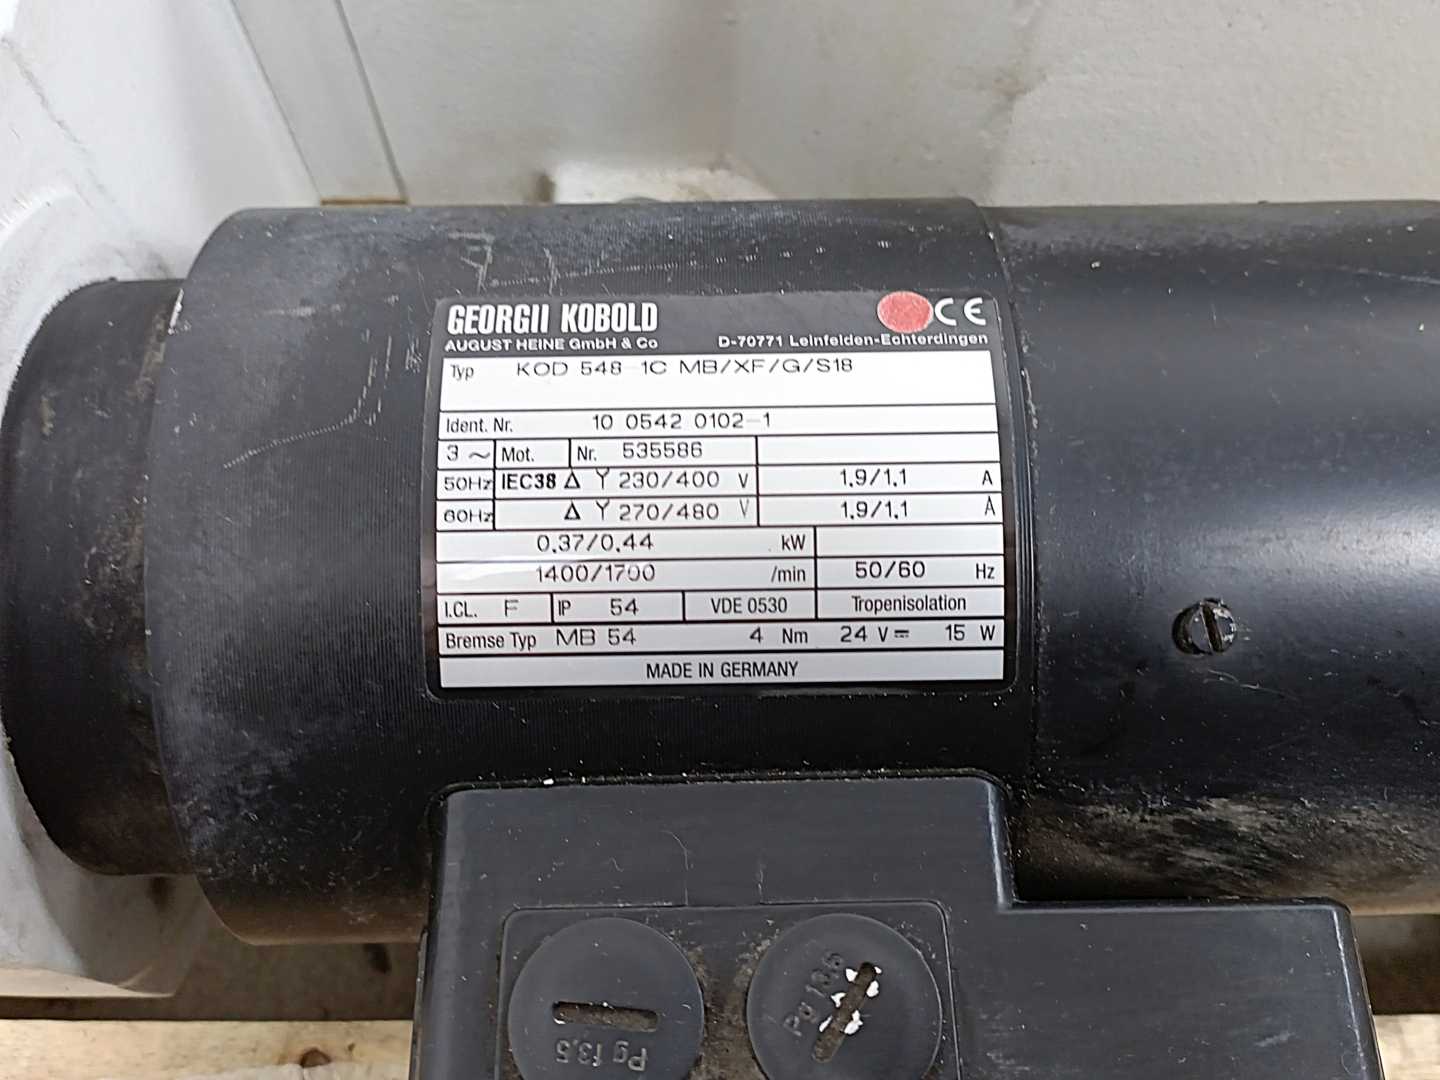 GEORGII KOBOLD CE
AUGUST HEINE GmbH & Co D-70771 Leinfelden-Echterdingen
Typ KOD 548 1C MB/XF/G/S18
Ident. Nr. 10 0542 0102-1
3 ~ Mot. Nr. 535586
50Hz IEC38 Δ Y 230/400 V 1.9/1.1 A
60Hz Δ Y 270/480 V 1.9/1.1 A
0.37/0.44 kW
1400/1700 /min 50/60 Hz
I.CL. F IP 54 VDE 0530 Tropenisolation
Bremse Typ MB 54 4 Nm 24 V⎓ 15 W
MADE IN GERMANY
Pg 13,5
Pg 13,5